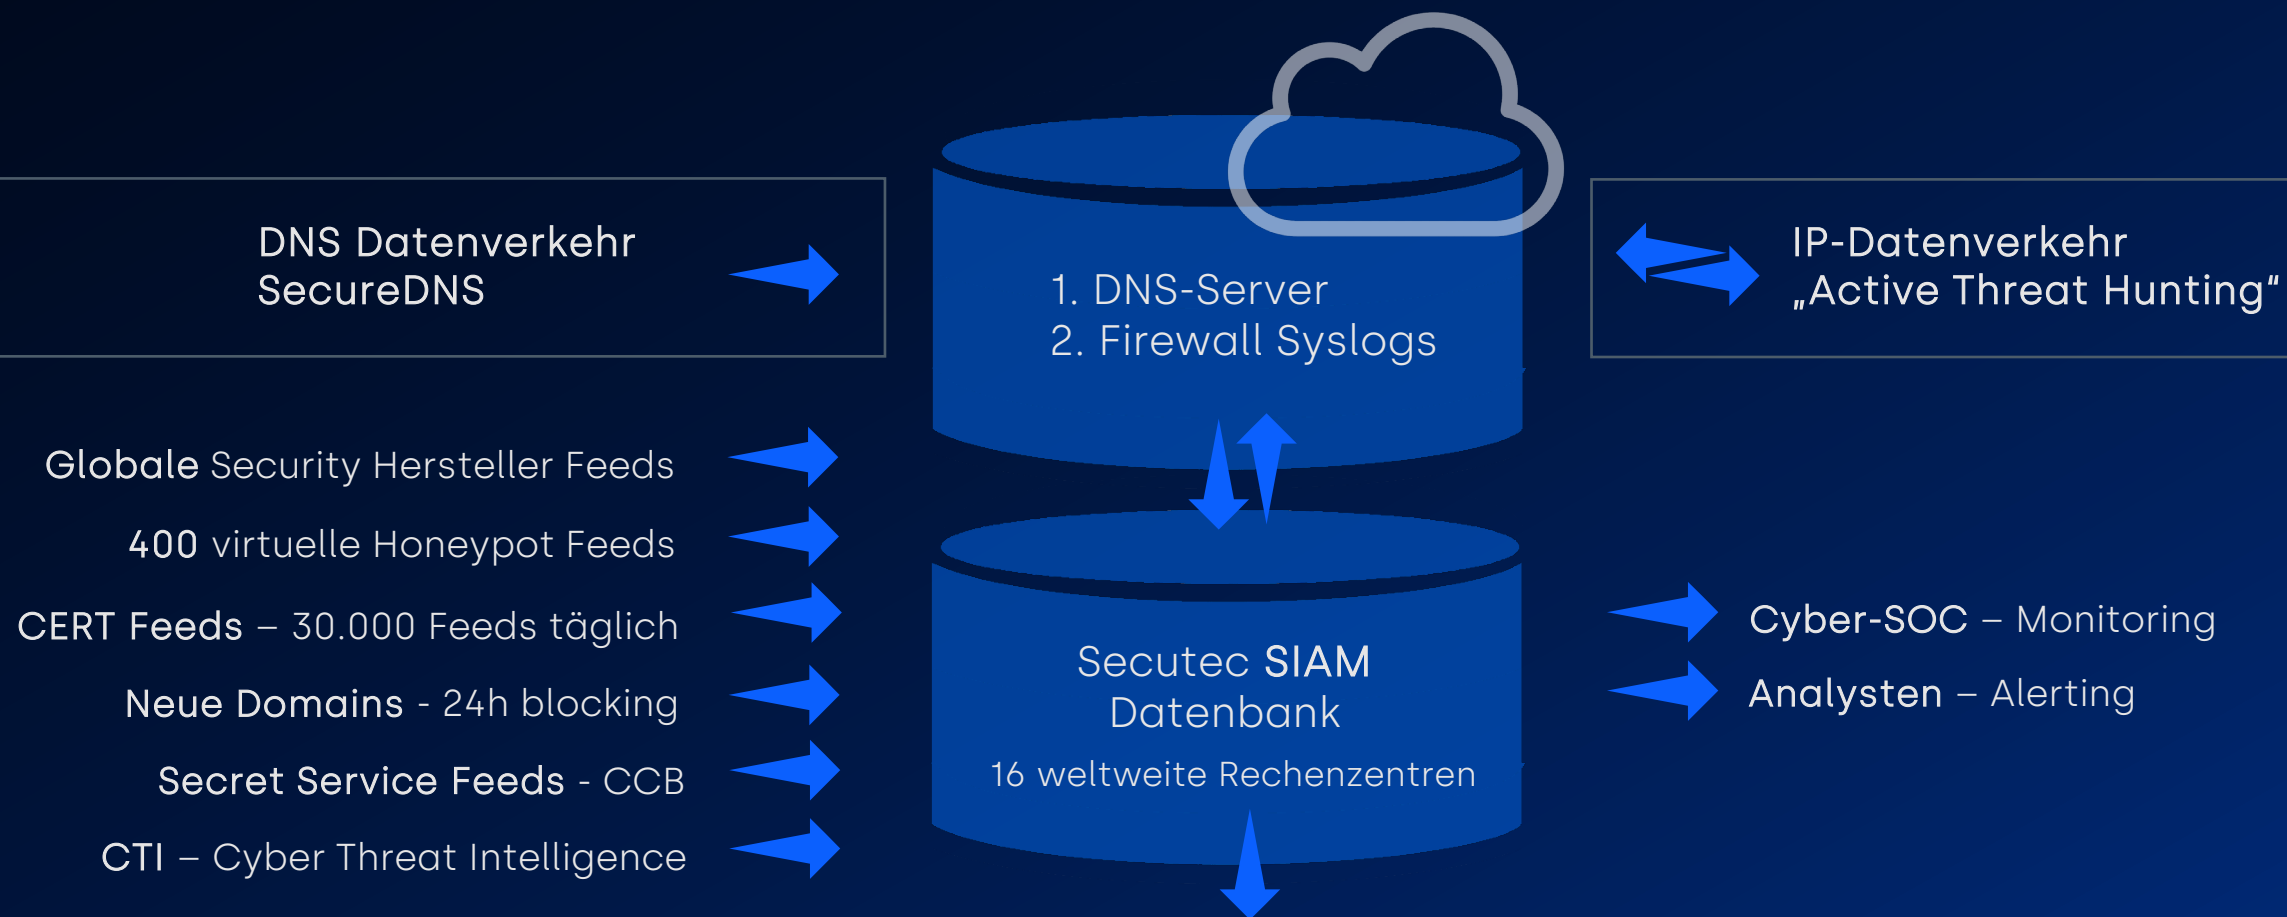 DNS Datenverkehr
SecureDNS
1. DNS-Server
2. Firewall Syslogs
IP-Datenverkehr
„Active Threat Hunting“
Globale Security Hersteller Feeds
400 virtuelle Honeypot Feeds
CERT Feeds – 30.000 Feeds täglich
Neue Domains - 24h blocking
Secret Service Feeds - CCB
CTI – Cyber Threat Intelligence
Secutec SIAM
Datenbank
16 weltweite Rechenzentren
Cyber-SOC – Monitoring
Analysten – Alerting